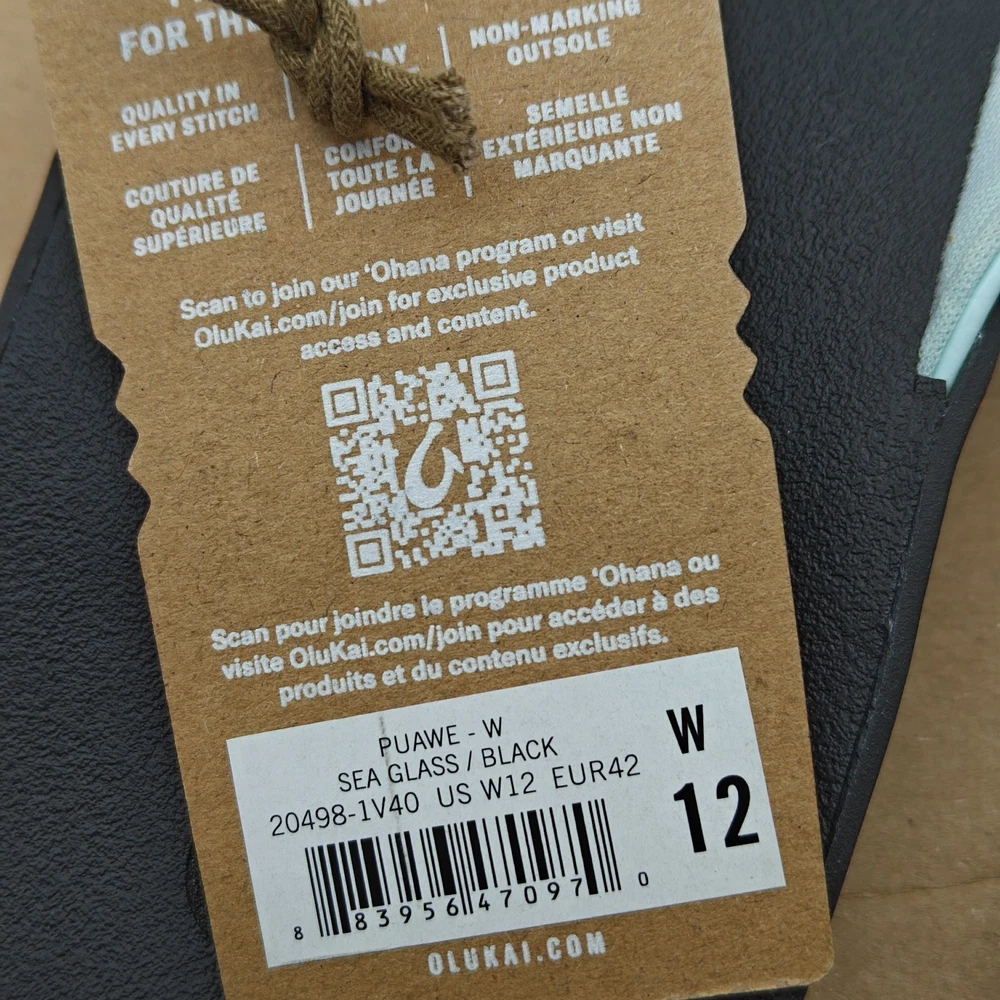 FOR THE
QUALITY IN
EVERY STITCH
DAY
NON-MARKING
OUTSOLE
COUTURE DE
QUALITÉ
SUPÉRIEURE
TOUTE LA
JOURNÉE
SEMELLE
EXTÉRIEURE NON
MARQUANTE
Scan to join our ‘Ohana program or visit
OluKai.com/join for exclusive product
access and content.
Scan pour joindre le programme ‘Ohana ou
visite OluKai.com/join pour accéder à des
produits et du contenu exclusifs.
PUAWE - W
SEA GLASS / BLACK
20498-1V40 US W12 EUR42
W
12
8 83956 47097 0
OLUKAI.COM